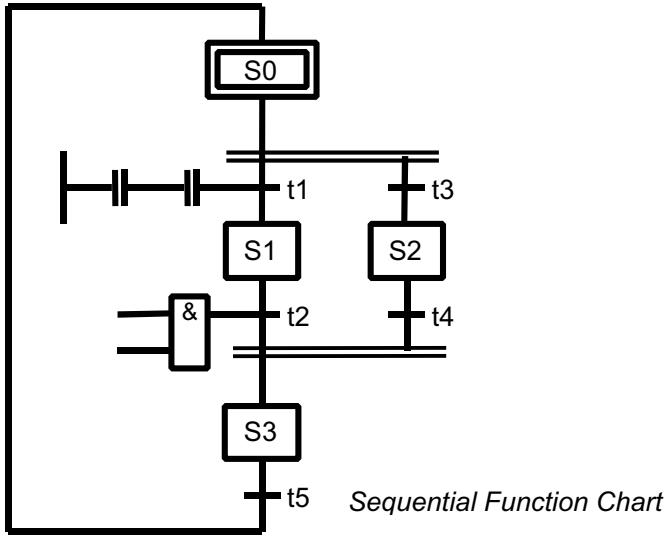 S0
t1
t3
S1
S2
&
t2
t4
S3
t5
Sequential Function Chart